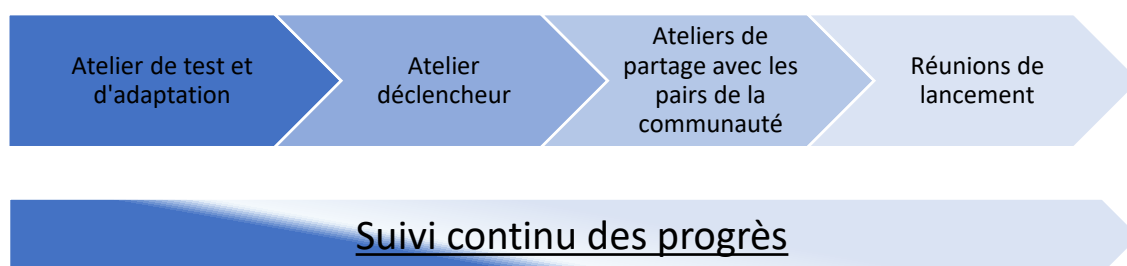 Atelier de test et
d'adaptation
Atelier
déclencheur
Ateliers de
partage avec les
pairs de la
communauté
Réunions de
lancement
Suivi continu des progrès